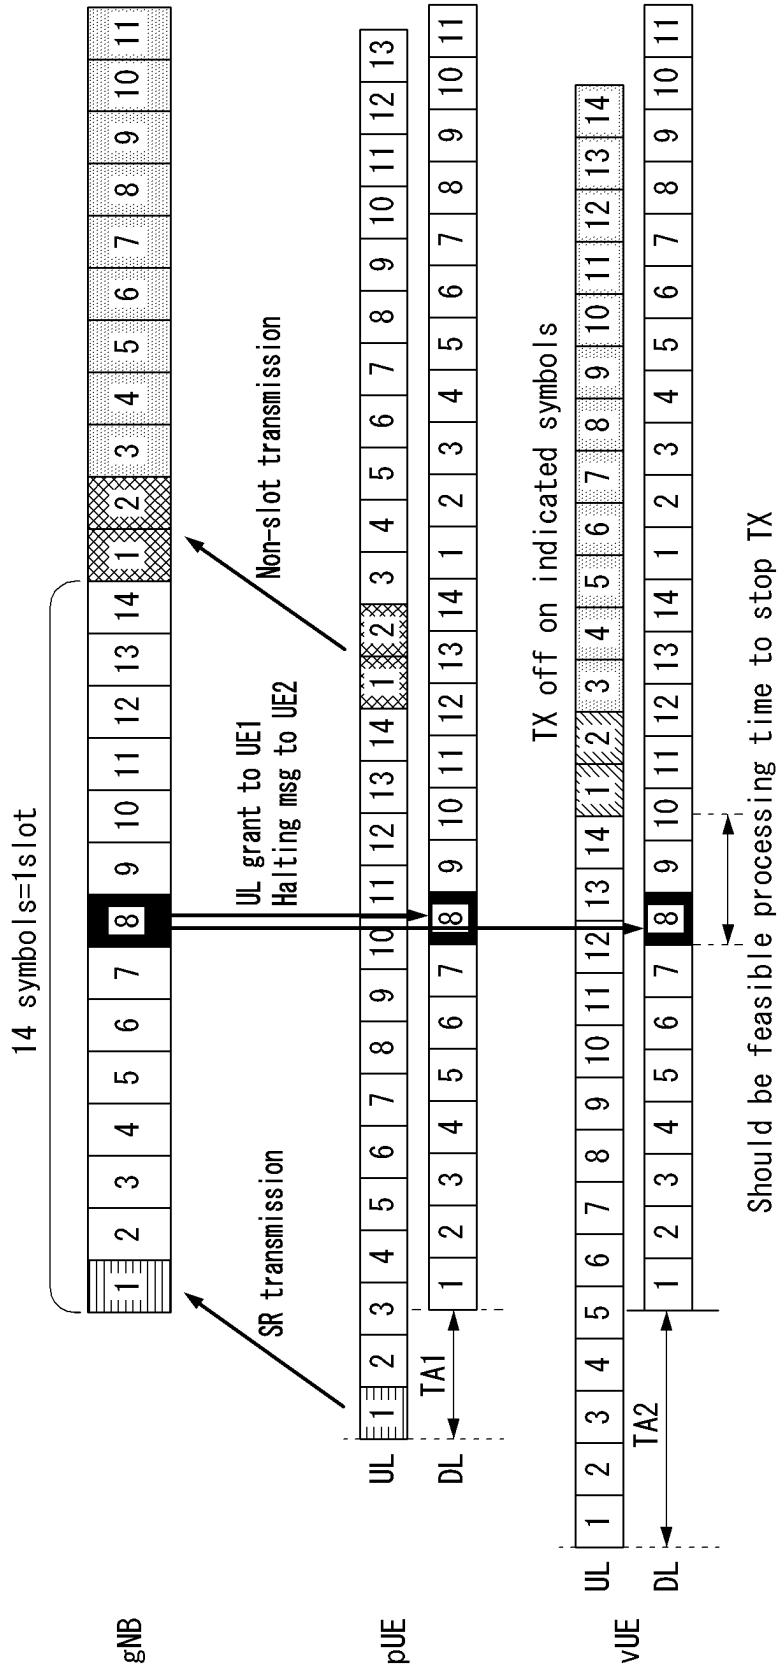 14 symbols=1slot
gNB
1 2 3 4 5 6 7 8 9 10 11 12 13 14 1 2 3 4 5 6 7 8 9 10 11
SR transmission
UL grant to UE1
Halting msg to UE2
Non-slot transmission
pUE
UL
1 2 3 4 5 6 7 8 9 10 11 12 13 14 1 2 3 4 5 6 7 8 9 10 11 12 13
DL
TA1
1 2 3 4 5 6 7 8 9 10 11 12 13 14 1 2 3 4 5 6 7 8 9 10 11
TX off on indicated symbols
vUE
UL
1 2 3 4 5 6 7 8 9 10 11 12 13 14 1 2 3 4 5 6 7 8 9 10 11 12 13 14
DL
TA2
1 2 3 4 5 6 7 8 9 10 11 12 13 14 1 2 3 4 5 6 7 8 9 10 11
Should be feasible processing time to stop TX